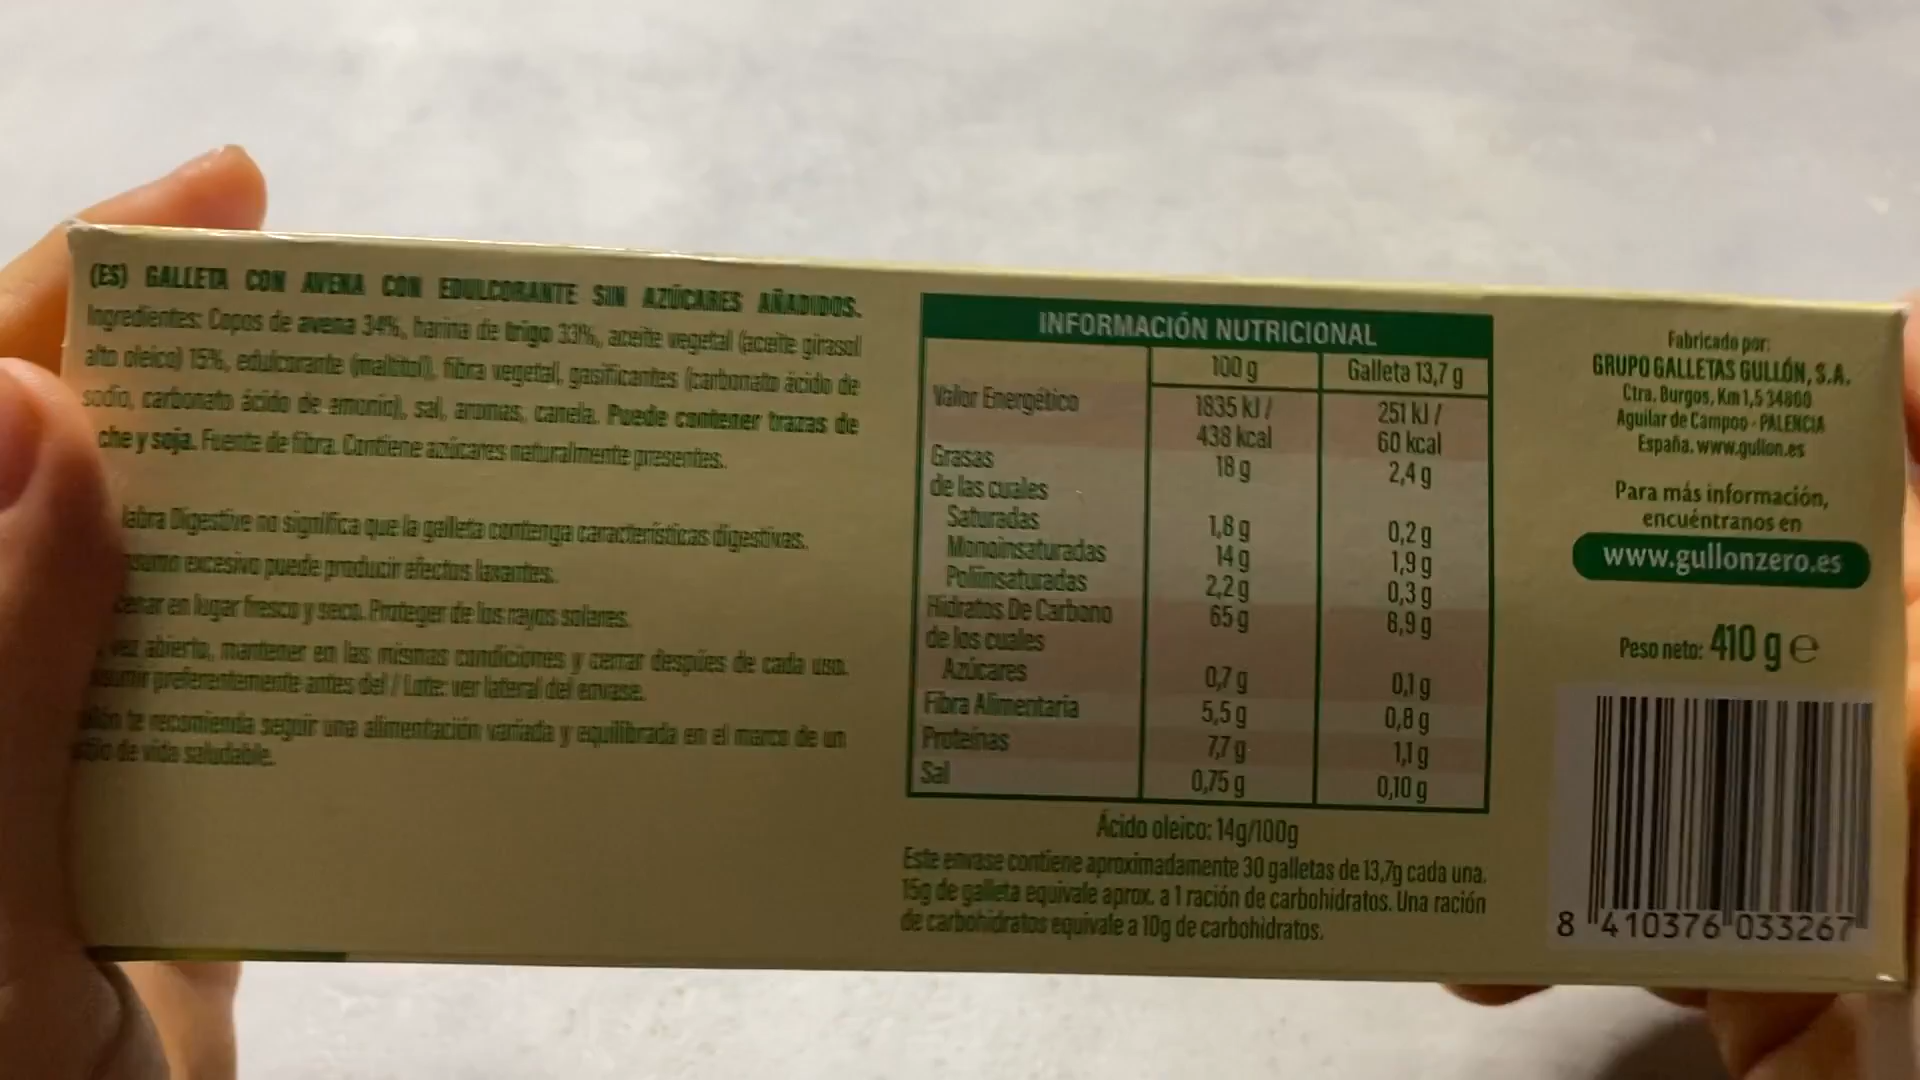 (ES) GALLETA CON AVENA CON EDULCORANTE SIN AZÚCARES AÑADIDOS.
Ingredientes: Copos de avena 34%, harina de trigo 33%, aceite vegetal (aceite girasol
alto oleico) 15%, edulcorante (maltitol), fibra vegetal, gasificantes (carbonato ácido de
sodio, carbonato ácido de amonio), sal, aromas, canela. Puede contener trazas de
che y soja. Fuente de fibra. Contiene azúcares naturalmente presentes.
labra Digestive no significa que la galleta contenga características digestivas.
excesivo puede producir efectos laxantes.
en lugar fresco y seco. Proteger de los rayos solares.
vez abierto, mantener en las mismas condiciones y cerrar despúes de cada uso.
preferentemente antes del / Lote: ver lateral del envase.
te recomienda seguir una alimentación variada y equilibrada en el marco de un
de vida saludable.
INFORMACIÓN NUTRICIONAL
100 g Galleta 13,7 g
Valor Energético 1835 kJ / 251 kJ /
438 kcal 60 kcal
Grasas 18 g 2,4 g
de las cuales
Saturadas 1,8 g 0,2 g
Monoinsaturadas 14 g 1,9 g
Poliinsaturadas 2,2 g 0,3 g
Hidratos De Carbono 65 g 8,9 g
de los cuales
Azúcares 0,7 g 0,1 g
Fibra Alimentaria 5,5 g 0,8 g
Proteínas 7,7 g 1,1 g
Sal 0,75 g 0,10 g
Ácido oleico: 14g/100g
Este envase contiene aproximadamente 30 galletas de 13,7g cada una.
15g de galleta equivale aprox. a 1 ración de carbohidratos. Una ración
de carbohidratos equivale a 10g de carbohidratos.
Fabricado por:
GRUPO GALLETAS GULLÓN, S.A.
Ctra. Burgos, Km 1,5 34800
Aguilar de Campoo - PALENCIA
España. www.gullon.es
Para más información,
encuéntranos en
www.gullonzero.es
Peso neto: 410 g e
8 410376 033267